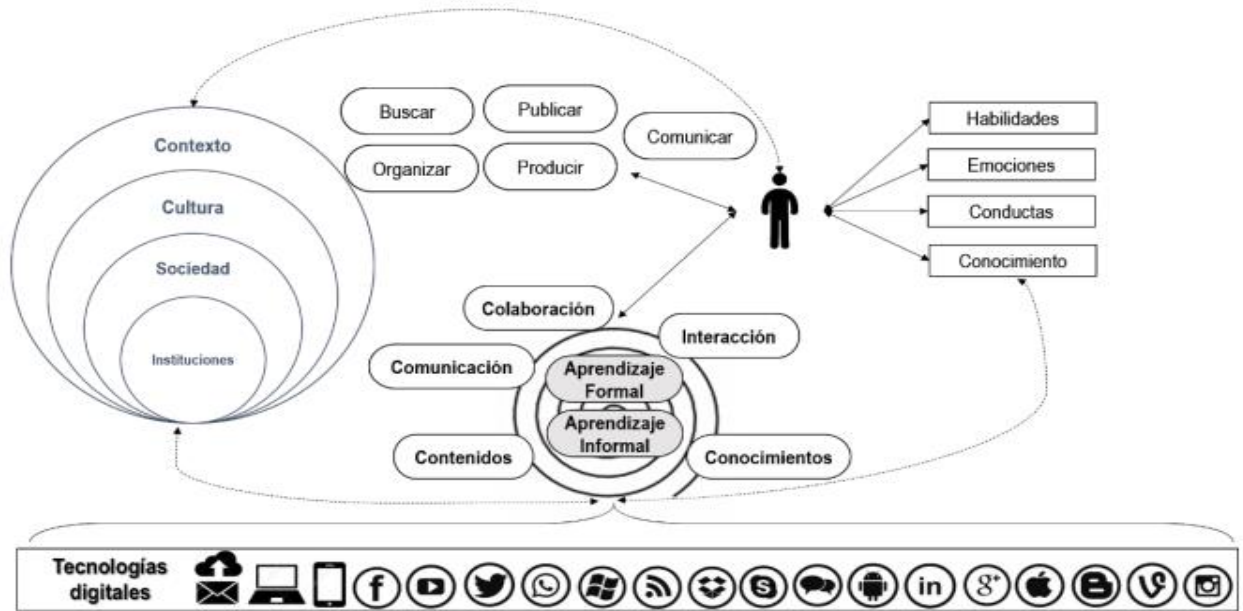 Contexto
Cultura
Sociedad
Instituciones
Buscar
Publicar
Comunicar
Organizar
Producir
Habilidades
Emociones
Conductas
Conocimiento
Colaboración
Interacción
Comunicación
Aprendizaje
Formal
Aprendizaje
Informal
Contenidos
Conocimientos
Tecnologías
digitales
f
in
g+